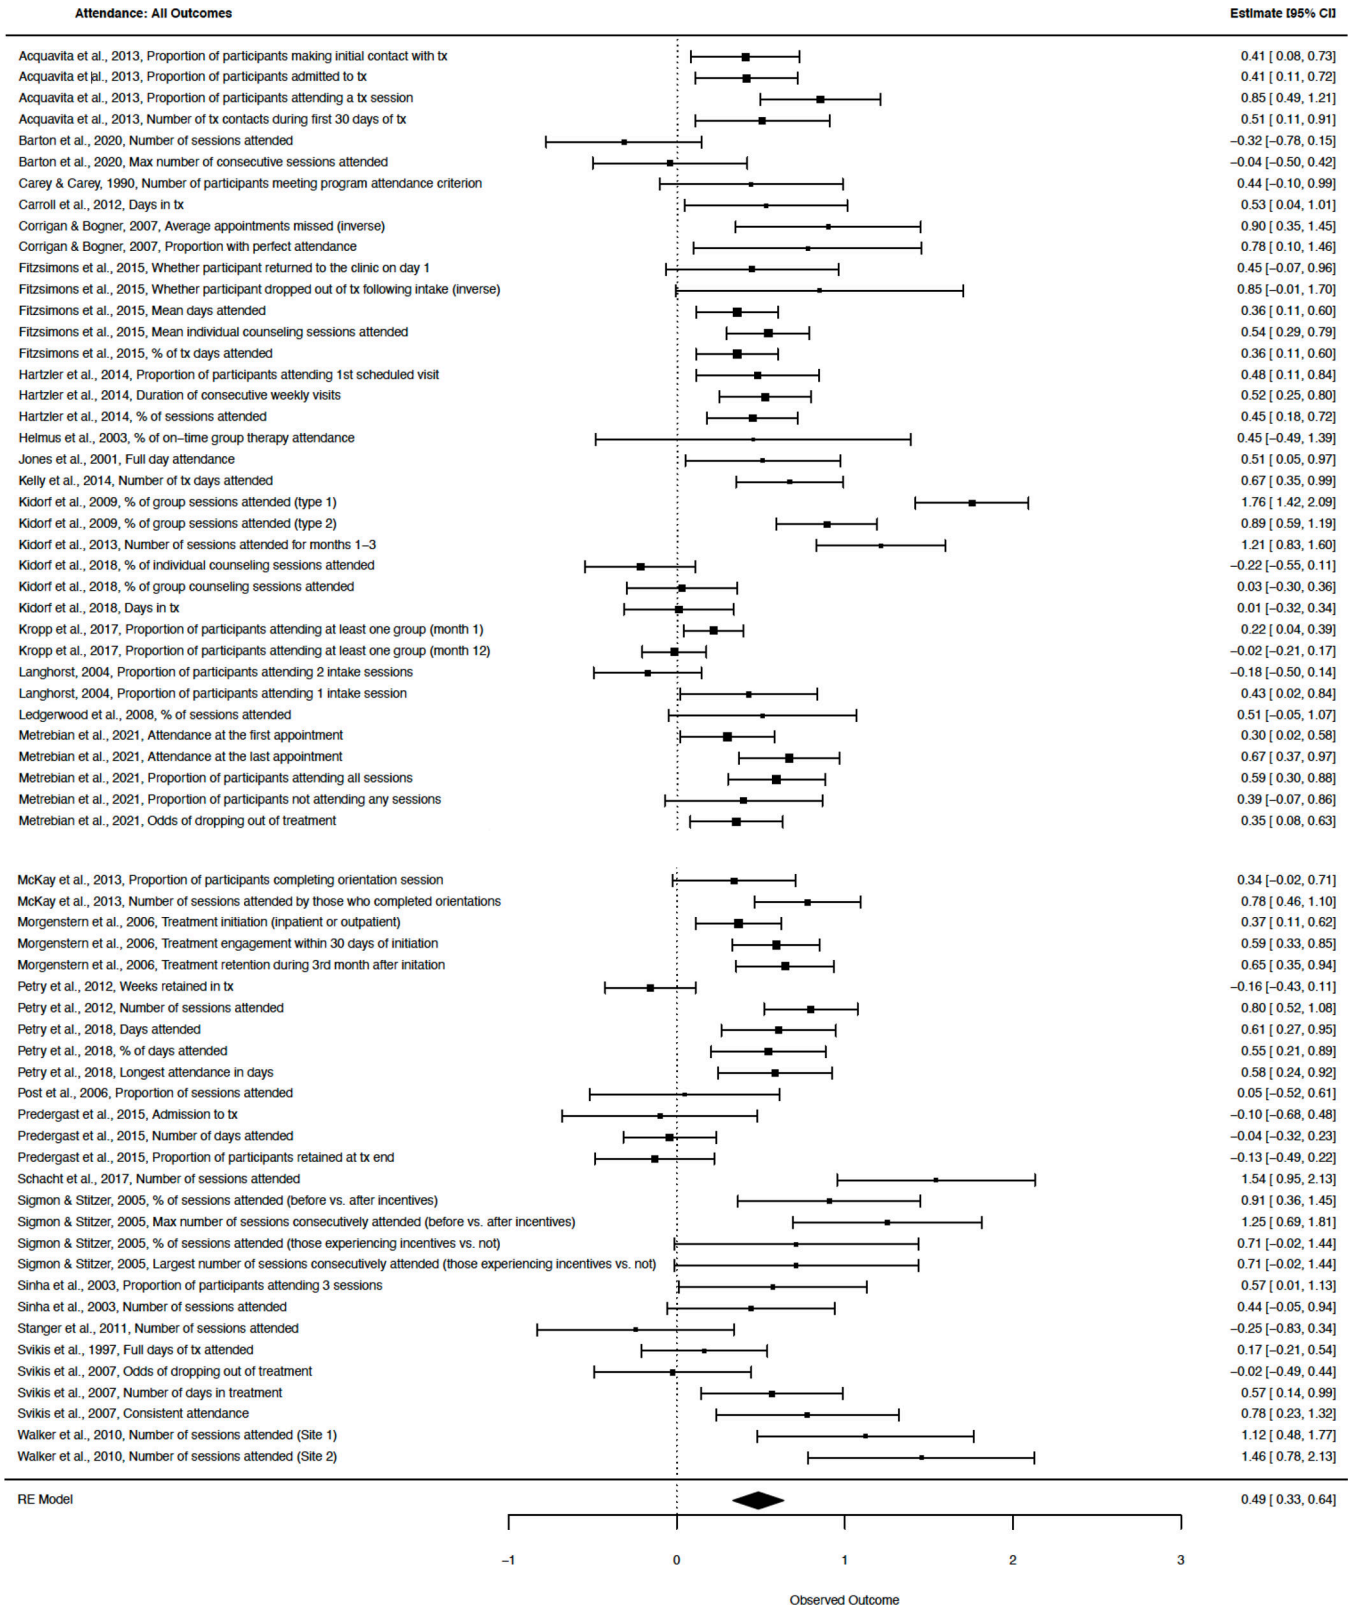 Attendance: All Outcomes Estimate [95% CI]
Acquavita et al., 2013, Proportion of participants making initial contact with tx 0.41 [ 0.08, 0.73]
Acquavita et al., 2013, Proportion of participants admitted to tx 0.41 [ 0.11, 0.72]
Acquavita et al., 2013, Proportion of participants attending a tx session 0.85 [ 0.49, 1.21]
Acquavita et al., 2013, Number of tx contacts during first 30 days of tx 0.51 [ 0.11, 0.91]
Barton et al., 2020, Number of sessions attended −0.32 [−0.78, 0.15]
Barton et al., 2020, Max number of consecutive sessions attended −0.04 [−0.50, 0.42]
Carey & Carey, 1990, Number of participants meeting program attendance criterion 0.44 [−0.10, 0.99]
Carroll et al., 2012, Days in tx 0.53 [ 0.04, 1.01]
Corrigan & Bogner, 2007, Average appointments missed (inverse) 0.90 [ 0.35, 1.45]
Corrigan & Bogner, 2007, Proportion with perfect attendance 0.78 [ 0.10, 1.46]
Fitzsimons et al., 2015, Whether participant returned to the clinic on day 1 0.45 [−0.07, 0.96]
Fitzsimons et al., 2015, Whether participant dropped out of tx following intake (inverse) 0.85 [−0.01, 1.70]
Fitzsimons et al., 2015, Mean days attended 0.36 [ 0.11, 0.60]
Fitzsimons et al., 2015, Mean individual counseling sessions attended 0.54 [ 0.29, 0.79]
Fitzsimons et al., 2015, % of tx days attended 0.36 [ 0.11, 0.60]
Hartzler et al., 2014, Proportion of participants attending 1st scheduled visit 0.48 [ 0.11, 0.84]
Hartzler et al., 2014, Duration of consecutive weekly visits 0.52 [ 0.25, 0.80]
Hartzler et al., 2014, % of sessions attended 0.45 [ 0.18, 0.72]
Helmus et al., 2003, % of on−time group therapy attendance 0.45 [−0.49, 1.39]
Jones et al., 2001, Full day attendance 0.51 [ 0.05, 0.97]
Kelly et al., 2014, Number of tx days attended 0.67 [ 0.35, 0.99]
Kidorf et al., 2009, % of group sessions attended (type 1) 1.76 [ 1.42, 2.09]
Kidorf et al., 2009, % of group sessions attended (type 2) 0.89 [ 0.59, 1.19]
Kidorf et al., 2013, Number of sessions attended for months 1−3 1.21 [ 0.83, 1.60]
Kidorf et al., 2018, % of individual counseling sessions attended −0.22 [−0.55, 0.11]
Kidorf et al., 2018, % of group counseling sessions attended 0.03 [−0.30, 0.36]
Kidorf et al., 2018, Days in tx 0.01 [−0.32, 0.34]
Kropp et al., 2017, Proportion of participants attending at least one group (month 1) 0.22 [ 0.04, 0.39]
Kropp et al., 2017, Proportion of participants attending at least one group (month 12) −0.02 [−0.21, 0.17]
Langhorst, 2004, Proportion of participants attending 2 intake sessions −0.18 [−0.50, 0.14]
Langhorst, 2004, Proportion of participants attending 1 intake session 0.43 [ 0.02, 0.84]
Ledgerwood et al., 2008, % of sessions attended 0.51 [−0.05, 1.07]
Metrebian et al., 2021, Attendance at the first appointment 0.30 [ 0.02, 0.58]
Metrebian et al., 2021, Attendance at the last appointment 0.67 [ 0.37, 0.97]
Metrebian et al., 2021, Proportion of participants attending all sessions 0.59 [ 0.30, 0.88]
Metrebian et al., 2021, Proportion of participants not attending any sessions 0.39 [−0.07, 0.86]
Metrebian et al., 2021, Odds of dropping out of treatment 0.35 [ 0.08, 0.63]
McKay et al., 2013, Proportion of participants completing orientation session 0.34 [−0.02, 0.71]
McKay et al., 2013, Number of sessions attended by those who completed orientations 0.78 [ 0.46, 1.10]
Morgenstern et al., 2006, Treatment initiation (inpatient or outpatient) 0.37 [ 0.11, 0.62]
Morgenstern et al., 2006, Treatment engagement within 30 days of initiation 0.59 [ 0.33, 0.85]
Morgenstern et al., 2006, Treatment retention during 3rd month after initation 0.65 [ 0.35, 0.94]
Petry et al., 2012, Weeks retained in tx −0.16 [−0.43, 0.11]
Petry et al., 2012, Number of sessions attended 0.80 [ 0.52, 1.08]
Petry et al., 2018, Days attended 0.61 [ 0.27, 0.95]
Petry et al., 2018, % of days attended 0.55 [ 0.21, 0.89]
Petry et al., 2018, Longest attendance in days 0.58 [ 0.24, 0.92]
Post et al., 2006, Proportion of sessions attended 0.05 [−0.52, 0.61]
Predergast et al., 2015, Admission to tx −0.10 [−0.68, 0.48]
Predergast et al., 2015, Number of days attended −0.04 [−0.32, 0.23]
Predergast et al., 2015, Proportion of participants retained at tx end −0.13 [−0.49, 0.22]
Schacht et al., 2017, Number of sessions attended 1.54 [ 0.95, 2.13]
Sigmon & Stitzer, 2005, % of sessions attended (before vs. after incentives) 0.91 [ 0.36, 1.45]
Sigmon & Stitzer, 2005, Max number of sessions consecutively attended (before vs. after incentives) 1.25 [ 0.69, 1.81]
Sigmon & Stitzer, 2005, % of sessions attended (those experiencing incentives vs. not) 0.71 [−0.02, 1.44]
Sigmon & Stitzer, 2005, Largest number of sessions consecutively attended (those experiencing incentives vs. not) 0.71 [−0.02, 1.44]
Sinha et al., 2003, Proportion of participants attending 3 sessions 0.57 [ 0.01, 1.13]
Sinha et al., 2003, Number of sessions attended 0.44 [−0.05, 0.94]
Stanger et al., 2011, Number of sessions attended −0.25 [−0.83, 0.34]
Svikis et al., 1997, Full days of tx attended 0.17 [−0.21, 0.54]
Svikis et al., 2007, Odds of dropping out of treatment −0.02 [−0.49, 0.44]
Svikis et al., 2007, Number of days in treatment 0.57 [ 0.14, 0.99]
Svikis et al., 2007, Consistent attendance 0.78 [ 0.23, 1.32]
Walker et al., 2010, Number of sessions attended (Site 1) 1.12 [ 0.48, 1.77]
Walker et al., 2010, Number of sessions attended (Site 2) 1.46 [ 0.78, 2.13]
RE Model 0.49 [ 0.33, 0.64]
−1 0 1 2 3
Observed Outcome